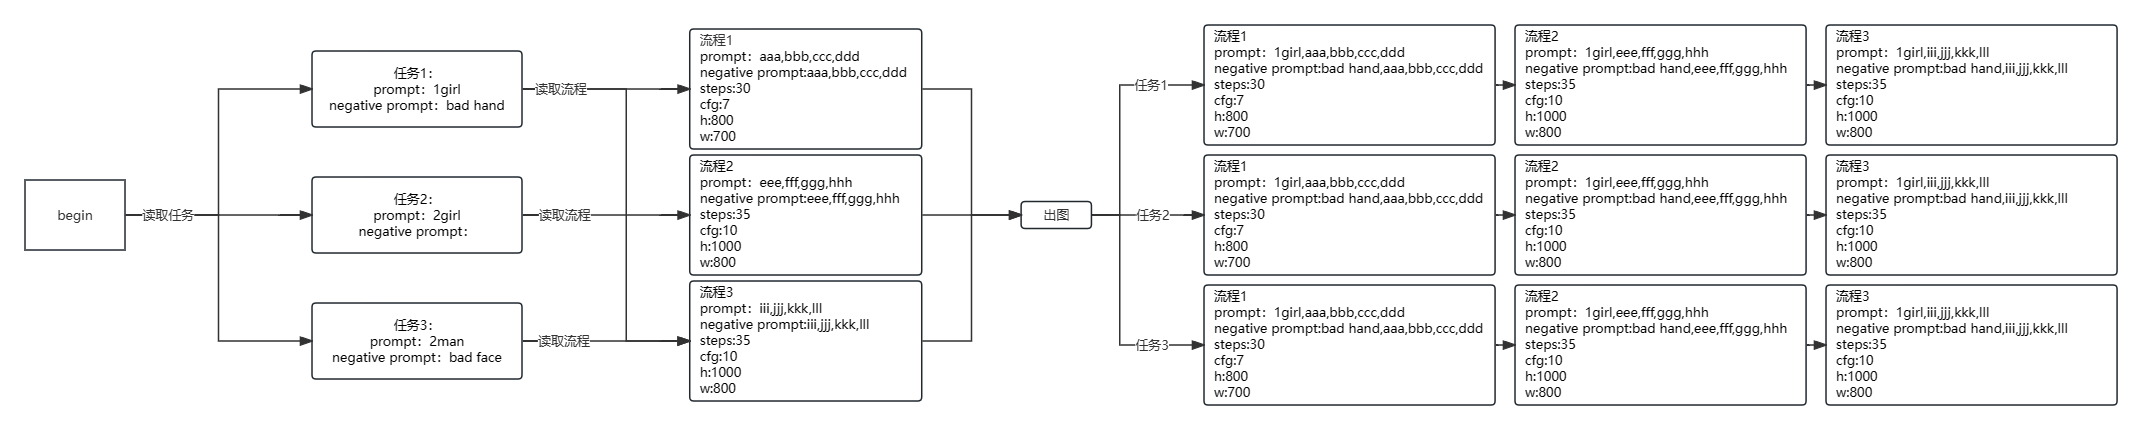 begin
读取任务
任务1:
prompt：1girl
negative prompt：bad hand
任务2:
prompt：2girl
negative prompt：
任务3:
prompt：2man
negative prompt：bad face
读取流程
读取流程
读取流程
流程1
prompt：aaa,bbb,ccc,ddd
negative prompt:aaa,bbb,ccc,ddd
steps:30
cfg:7
h:800
w:700
流程2
prompt：eee,fff,ggg,hhh
negative prompt:eee,fff,ggg,hhh
steps:35
cfg:10
h:1000
w:800
流程3
prompt：iii,jjj,kkk,lll
negative prompt:iii,jjj,kkk,lll
steps:35
cfg:10
h:1000
w:800
出图
任务1
流程1
prompt：1girl,aaa,bbb,ccc,ddd
negative prompt:bad hand,aaa,bbb,ccc,ddd
steps:30
cfg:7
h:800
w:700
流程2
prompt：1girl,eee,fff,ggg,hhh
negative prompt:bad hand,eee,fff,ggg,hhh
steps:35
cfg:10
h:1000
w:800
流程3
prompt：1girl,iii,jjj,kkk,lll
negative prompt:bad hand,iii,jjj,kkk,lll
steps:35
cfg:10
h:1000
w:800
任务2
流程1
prompt：1girl,aaa,bbb,ccc,ddd
negative prompt:bad hand,aaa,bbb,ccc,ddd
steps:30
cfg:7
h:800
w:700
流程2
prompt：1girl,eee,fff,ggg,hhh
negative prompt:bad hand,eee,fff,ggg,hhh
steps:35
cfg:10
h:1000
w:800
流程3
prompt：1girl,iii,jjj,kkk,lll
negative prompt:bad hand,iii,jjj,kkk,lll
steps:35
cfg:10
h:1000
w:800
任务3
流程1
prompt：1girl,aaa,bbb,ccc,ddd
negative prompt:bad hand,aaa,bbb,ccc,ddd
steps:30
cfg:7
h:800
w:700
流程2
prompt：1girl,eee,fff,ggg,hhh
negative prompt:bad hand,eee,fff,ggg,hhh
steps:35
cfg:10
h:1000
w:800
流程3
prompt：1girl,iii,jjj,kkk,lll
negative prompt:bad hand,iii,jjj,kkk,lll
steps:35
cfg:10
h:1000
w:800